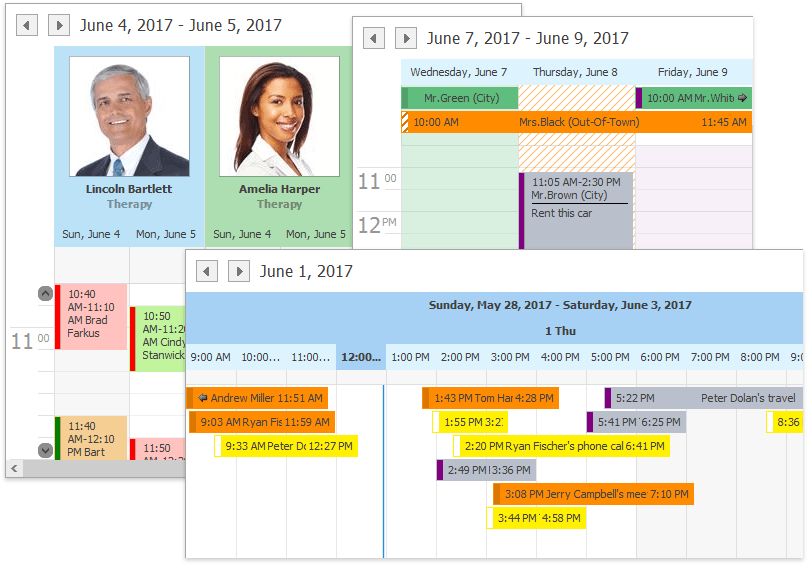 June 4, 2017 - June 5, 2017
Lincoln Bartlett
Therapy
Amelia Harper
Therapy
Sun, June 4
Mon, June 5
Sun, June 4
Mon, June 5
11 00
10:40
AM-11:10
AM Brad
Farkus
10:50
AM-11:20
AM Cindy
Stanwick
11:40
AM-12:10
PM Bart
11:50
June 7, 2017 - June 9, 2017
Wednesday, June 7
Thursday, June 8
Friday, June 9
Mr.Green (City)
10:00 AM Mr.Whit
10:00 AM
Mrs.Black (Out-Of-Town)
11:45 AM
11 00
12 PM
11:05 AM-2:30 PM
Mr.Brown (City)
Rent this car
June 1, 2017
Sunday, May 28, 2017 - Saturday, June 3, 2017
1 Thu
9:00 AM
10:00...
11:00...
12:00...
1:00 PM
2:00 PM
3:00 PM
4:00 PM
5:00 PM
6:00 PM
7:00 PM
8:00 PM
9:0
Andrew Miller 11:51 AM
1:43 PM Tom Har 4:28 PM
5:22 PM
Peter Dolan's travel
9:03 AM Ryan Fis 11:59 AM
1:55 PM 3:27
5:41 PM 6:25 PM
8:36
9:33 AM Peter Do 12:27 PM
2:20 PM Ryan Fischer's phone cal 6:41 PM
2:49 PM 3:36 PM
3:08 PM Jerry Campbell's mee 7:10 PM
3:44 PM 4:58 PM